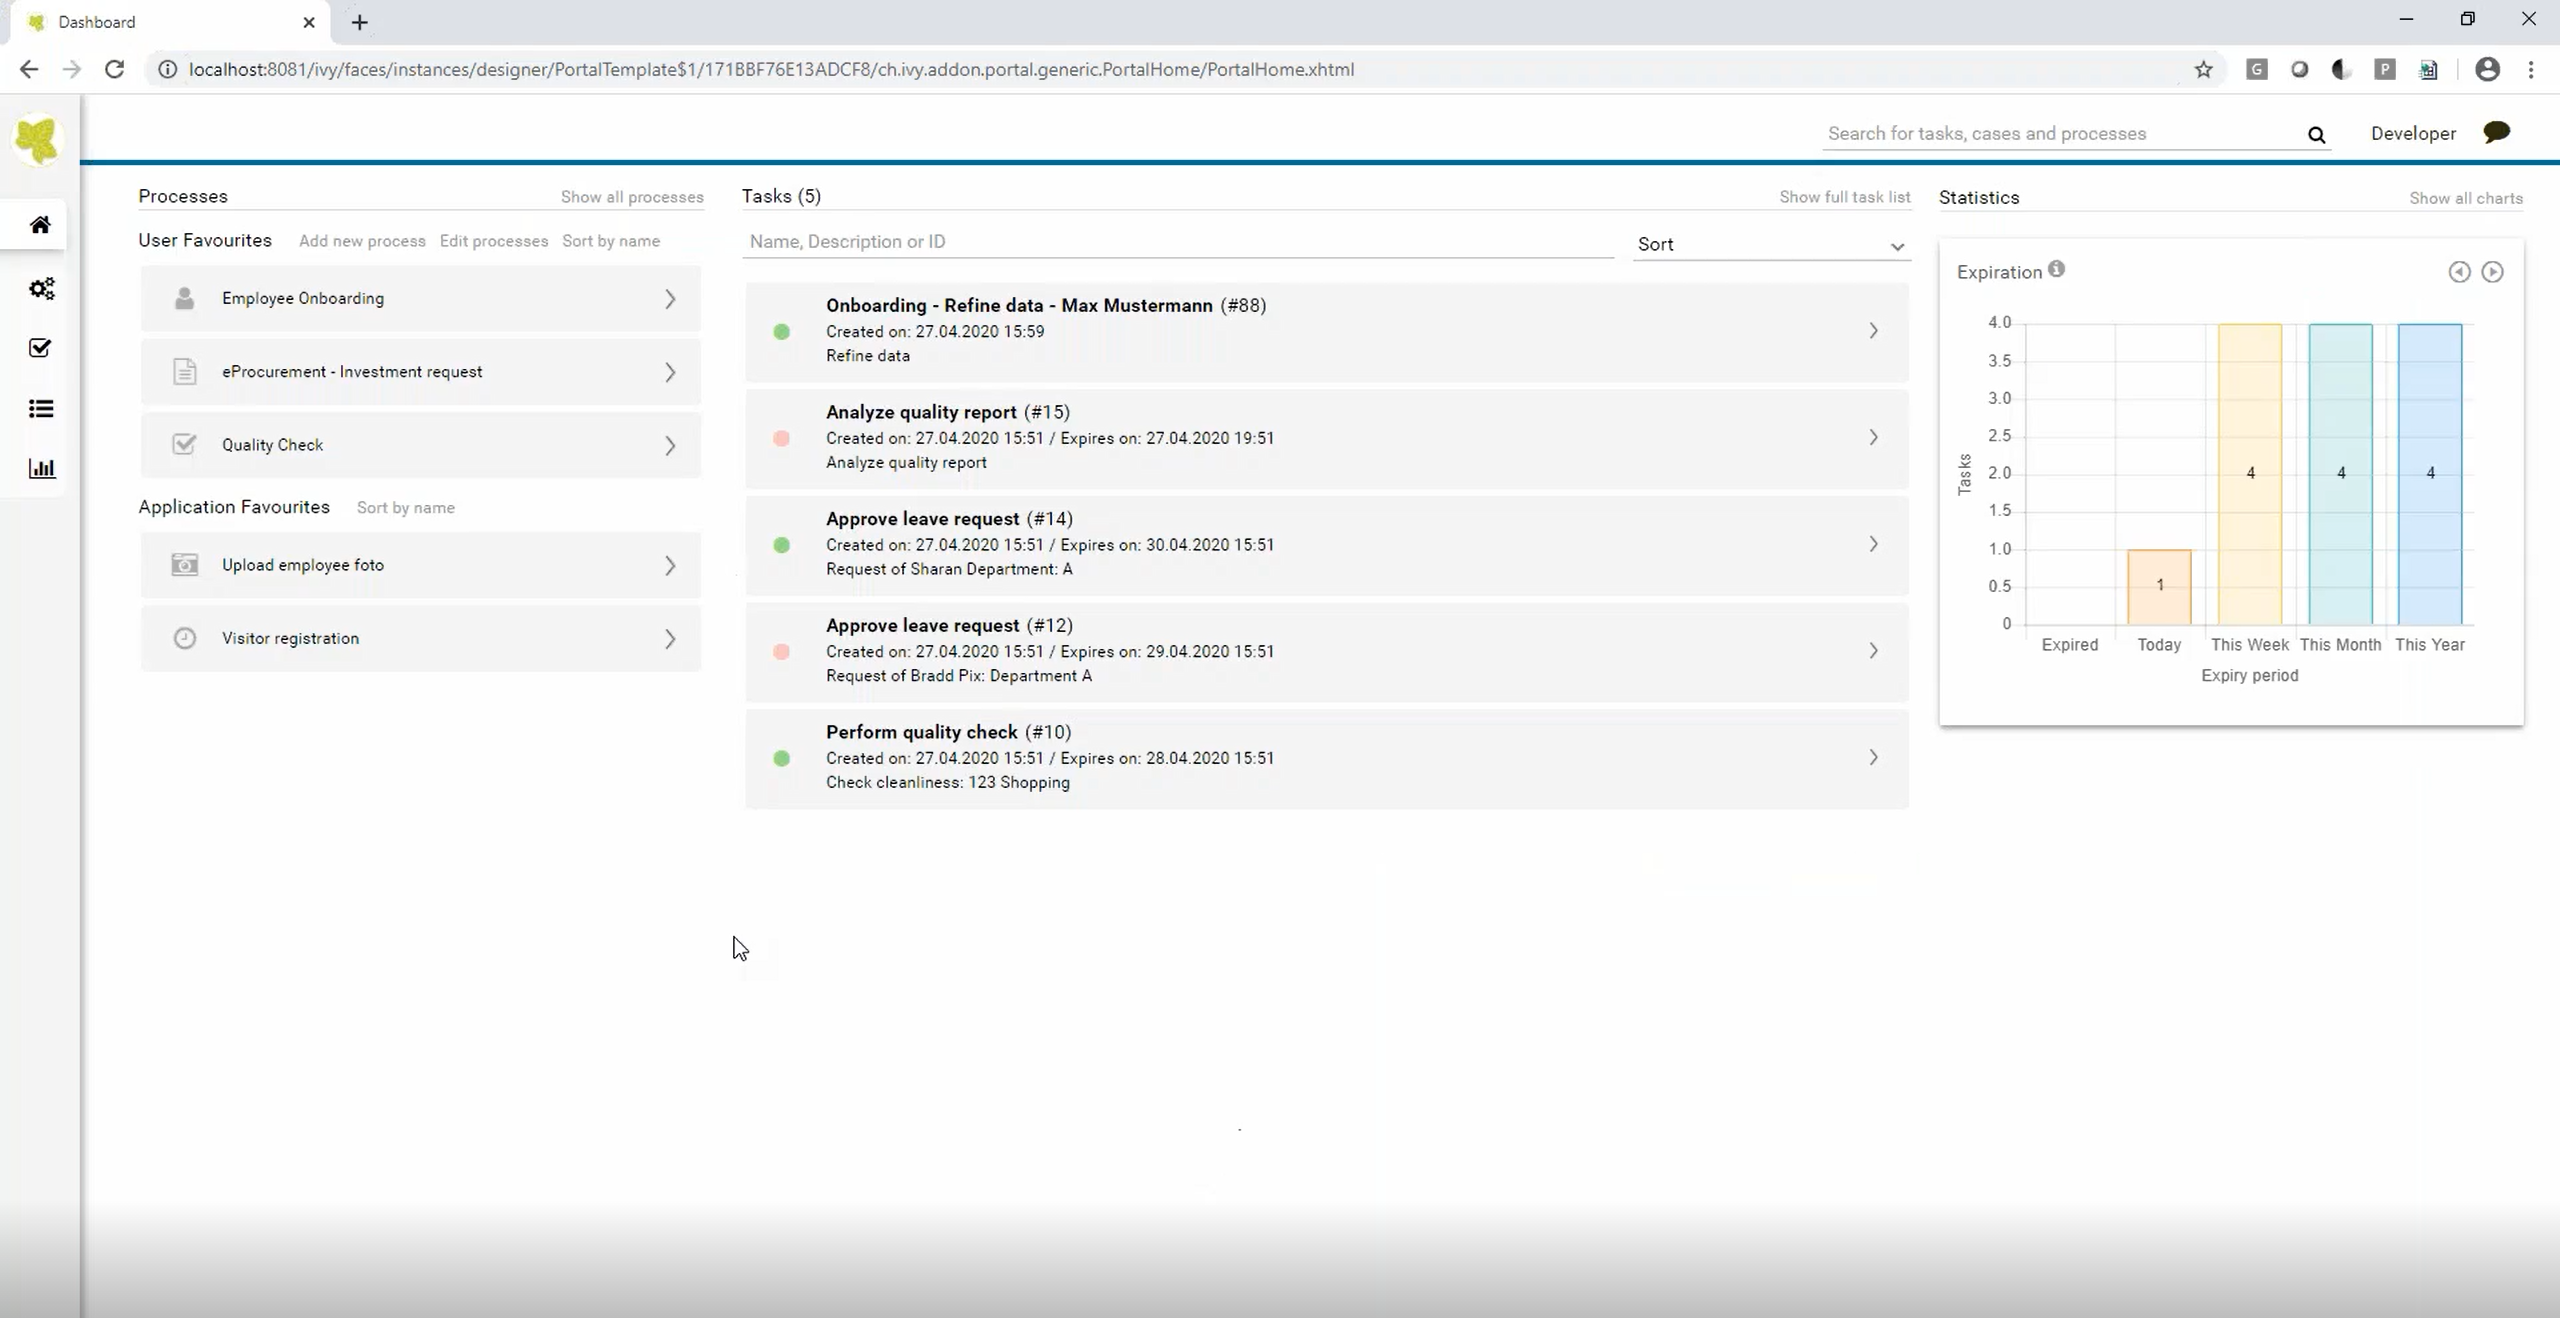 Dashboard
localhost:8081/ivy/faces/instances/designer/PortalTemplate$1/171BBF76E13ADCF8/ch.ivy.addon.portal.generic.PortalHome/PortalHome.xhtml
G
P
Search for tasks, cases and processes
Developer
Processes
Show all processes
User Favourites
Add new process
Edit processes
Sort by name
Employee Onboarding
eProcurement - Investment request
Quality Check
Application Favourites
Sort by name
Upload employee foto
Visitor registration
Tasks (5)
Show full task list
Name, Description or ID
Sort
Onboarding - Refine data - Max Mustermann (#88)
Created on: 27.04.2020 15:59
Refine data
Analyze quality report (#15)
Created on: 27.04.2020 15:51 / Expires on: 27.04.2020 19:51
Analyze quality report
Approve leave request (#14)
Created on: 27.04.2020 15:51 / Expires on: 30.04.2020 15:51
Request of Sharan Department: A
Approve leave request (#12)
Created on: 27.04.2020 15:51 / Expires on: 29.04.2020 15:51
Request of Bradd Pix: Department A
Perform quality check (#10)
Created on: 27.04.2020 15:51 / Expires on: 28.04.2020 15:51
Check cleanliness: 123 Shopping
Statistics
Show all charts
Expiration
4.0
3.5
3.0
2.5
2.0
1.5
1.0
0.5
0
Tasks
1
4
4
4
Expired
Today
This Week
This Month
This Year
Expiry period